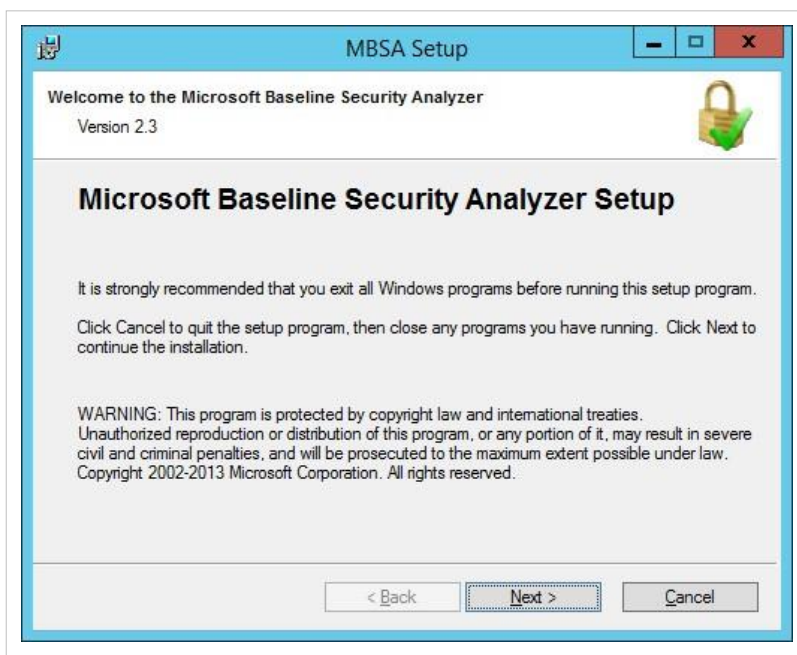 MBSA Setup
Welcome to the Microsoft Baseline Security Analyzer
Version 2.3
Microsoft Baseline Security Analyzer Setup
It is strongly recommended that you exit all Windows programs before running this setup program.
Click Cancel to quit the setup program, then close any programs you have running. Click Next to
continue the installation.
WARNING: This program is protected by copyright law and international treaties.
Unauthorized reproduction or distribution of this program, or any portion of it, may result in severe
civil and criminal penalties, and will be prosecuted to the maximum extent possible under law.
Copyright 2002-2013 Microsoft Corporation. All rights reserved.
< Back Next > Cancel